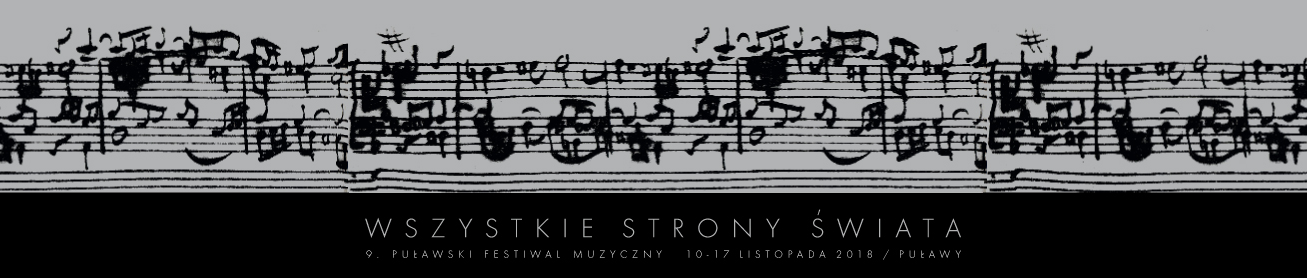 WSZYSTKIE STRONY ŚWIATA
9. PUŁAWSKI FESTIWAL MUZYCZNY 10-17 LISTOPADA 2018 / PUŁAWY